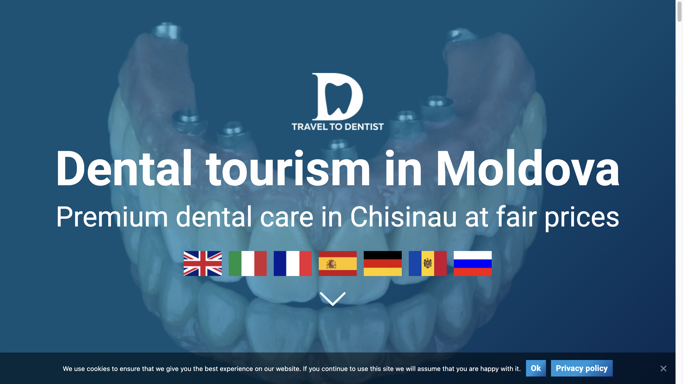 TRAVEL TO DENTIST
Dental tourism in Moldova
Premium dental care in Chisinau at fair prices
We use cookies to ensure that we give you the best experience on our website. If you continue to use this site we will assume that you are happy with it. Ok Privacy policy